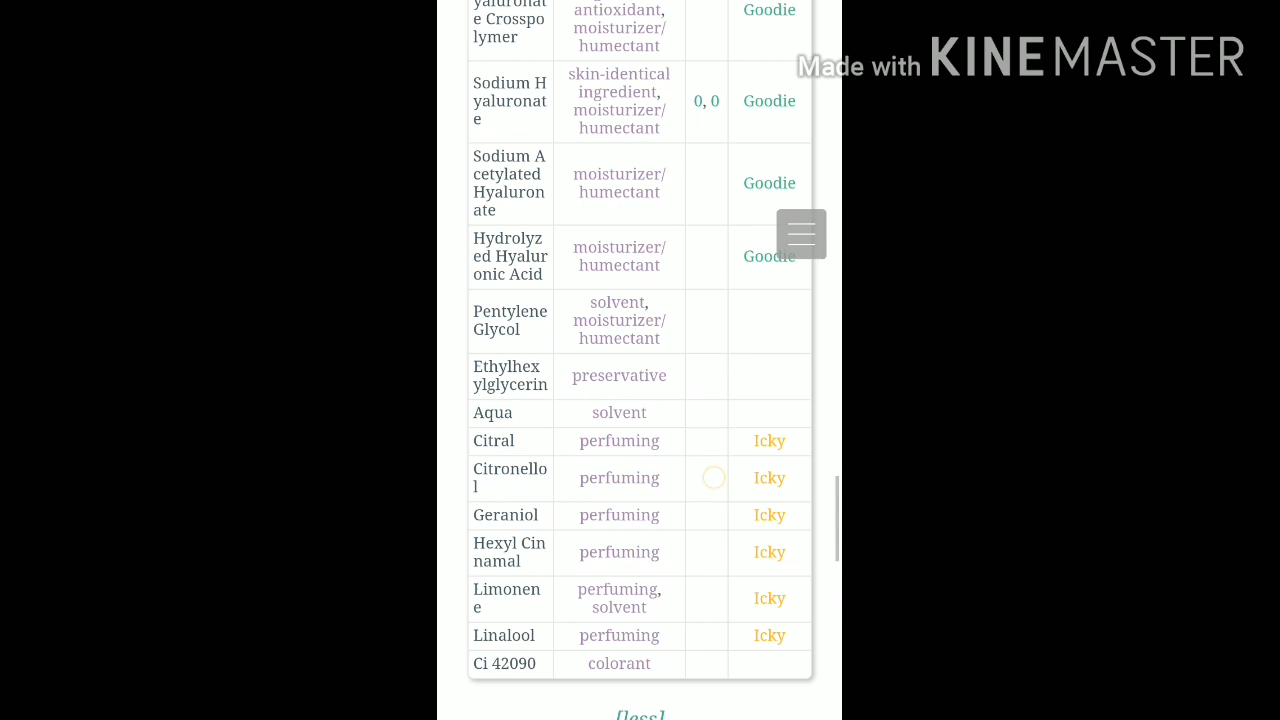 yaluronat
e Crosspo
lymer
antioxidant,
moisturizer/
humectant
Goodie
Made with KINEMASTER
Sodium H
yaluronat
e
skin-identical
ingredient,
moisturizer/
humectant
0, 0
Goodie
Sodium A
cetylated
Hyaluron
ate
moisturizer/
humectant
Goodie
Hydrolyz
ed Hyalur
onic Acid
moisturizer/
humectant
Goodie
Pentylene
Glycol
solvent,
moisturizer/
humectant
Ethylhex
ylglycerin
preservative
Aqua
solvent
Citral
perfuming
Icky
Citronello
l
perfuming
Icky
Geraniol
perfuming
Icky
Hexyl Cin
namal
perfuming
Icky
Limonen
e
perfuming,
solvent
Icky
Linalool
perfuming
Icky
Ci 42090
colorant
[less]